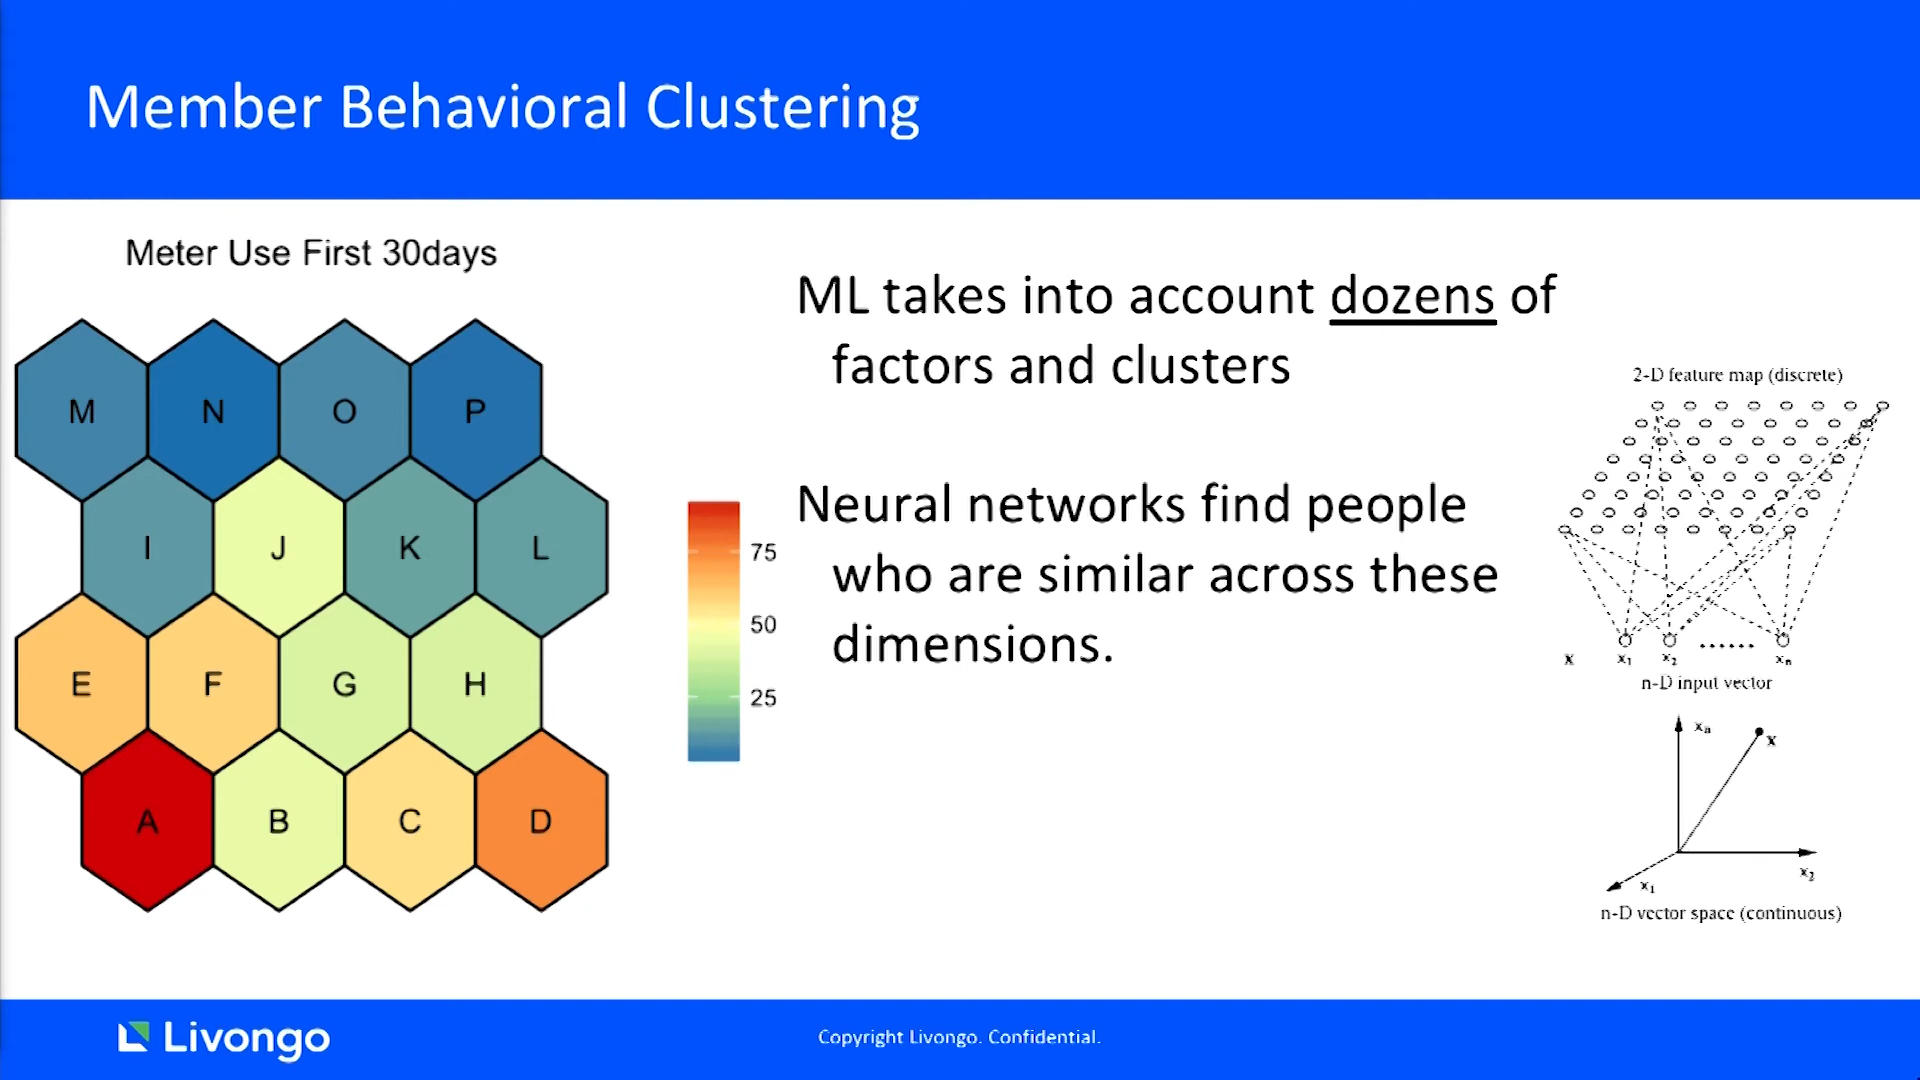 Member Behavioral Clustering
Meter Use First 30days
M N O P
I J K L
E F G H
A B C D
75
50
25
ML takes into account dozens of
factors and clusters
Neural networks find people
who are similar across these
dimensions.
2-D feature map (discrete)
x x₁ x₂ ...... xₙ
n-D input vector
xₙ
x
x₂
x₁
n-D vector space (continuous)
Livongo
Copyright Livongo. Confidential.